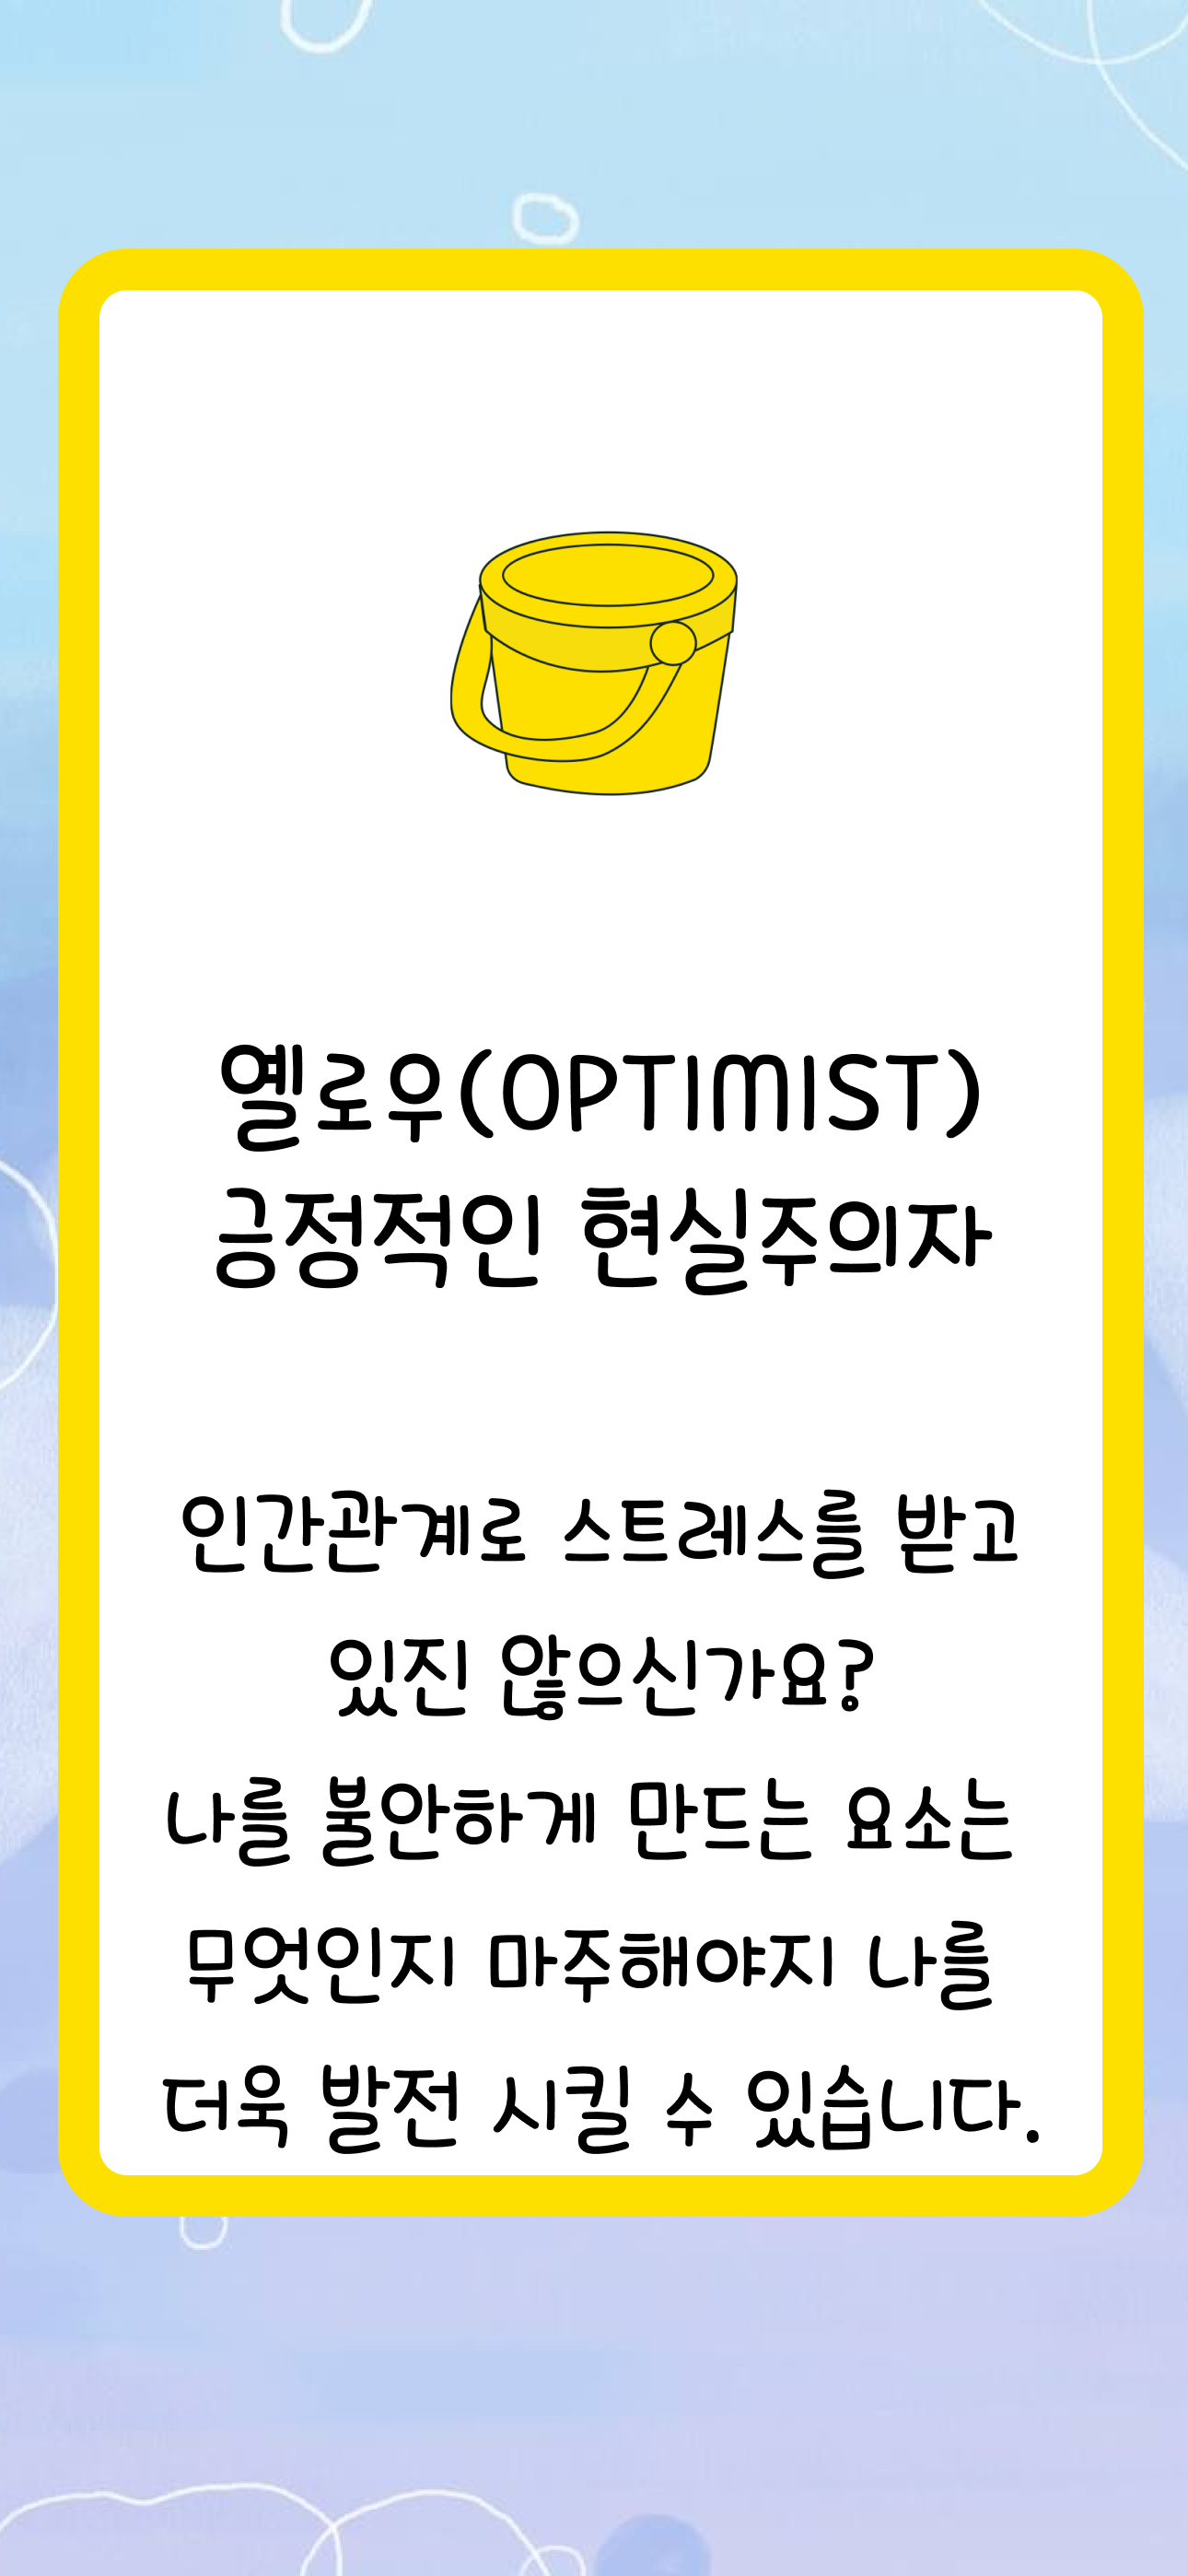 옐로우(OPTIMIST)
긍정적인 현실주의자
인간관계로 스트레스를 받고
있진 않으신가요?
나를 불안하게 만드는 요소는
무엇인지 마주해야지 나를
더욱 발전 시킬 수 있습니다.